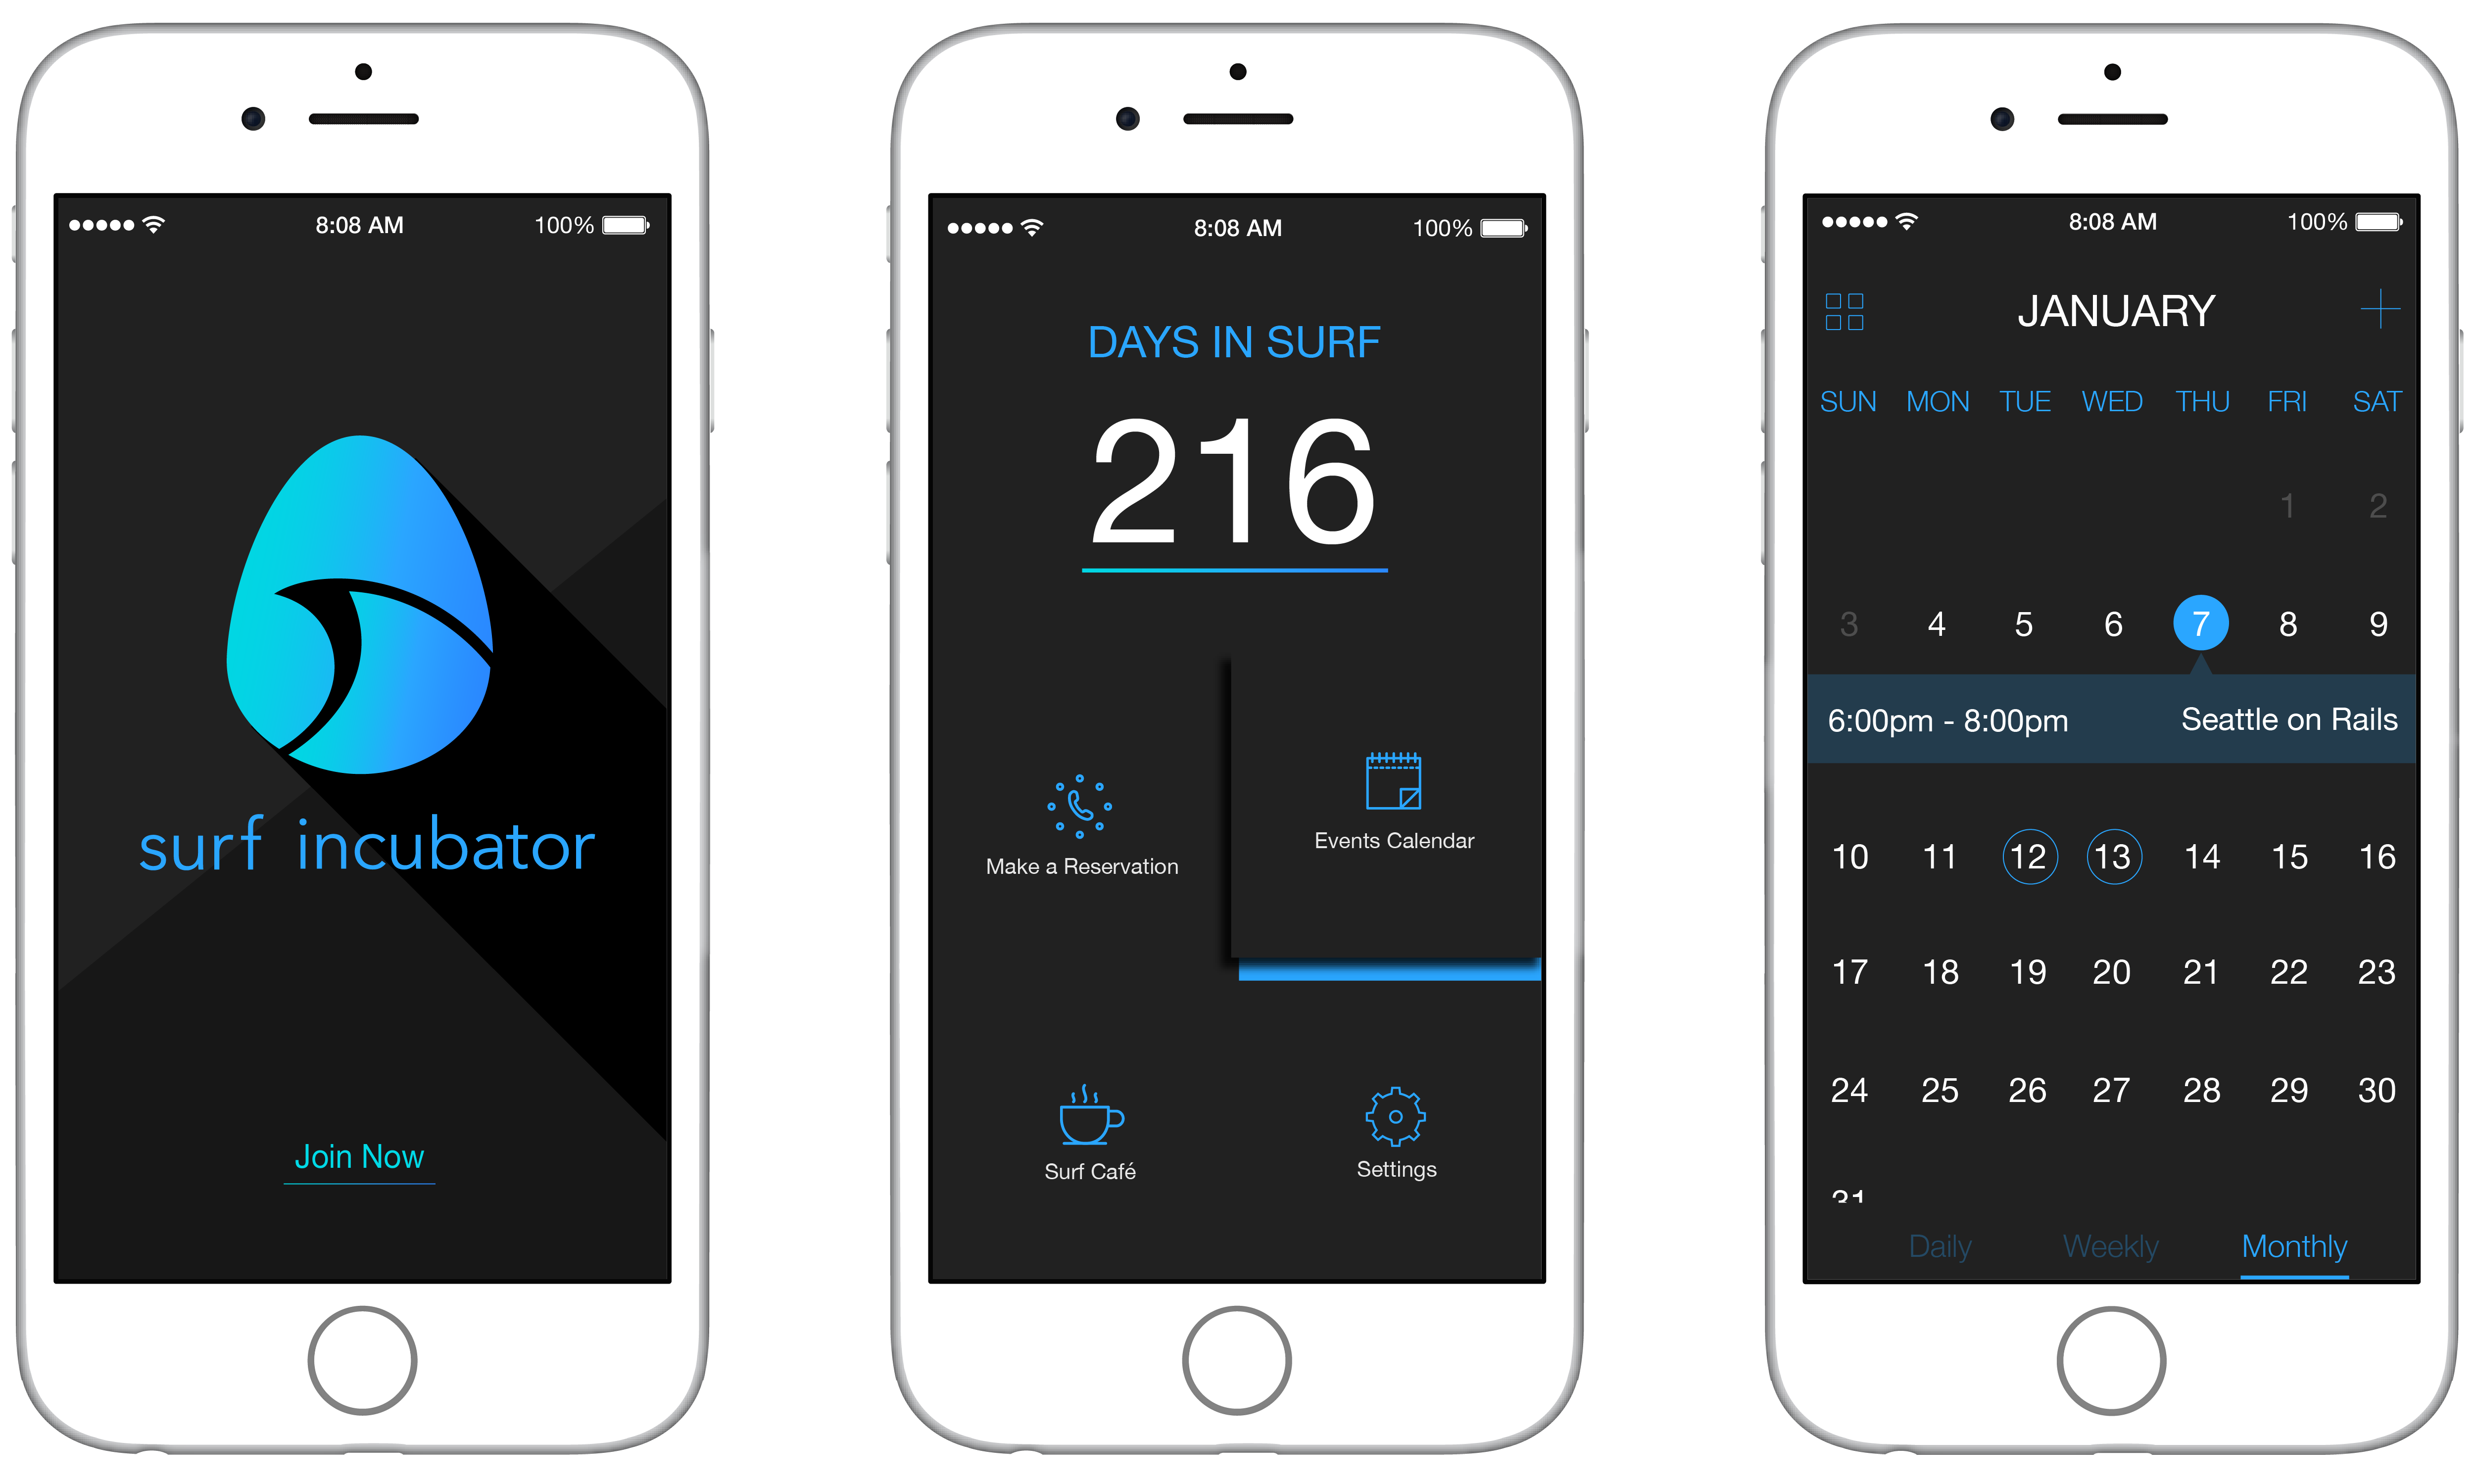 8:08 AM 100%
surf incubator
Join Now
8:08 AM 100%
DAYS IN SURF
216
Make a Reservation
Events Calendar
Surf Café
Settings
8:08 AM 100%
JANUARY
SUN MON TUE WED THU FRI SAT
1 2
3 4 5 6 7 8 9
6:00pm - 8:00pm Seattle on Rails
10 11 12 13 14 15 16
17 18 19 20 21 22 23
24 25 26 27 28 29 30
31
Daily Weekly Monthly